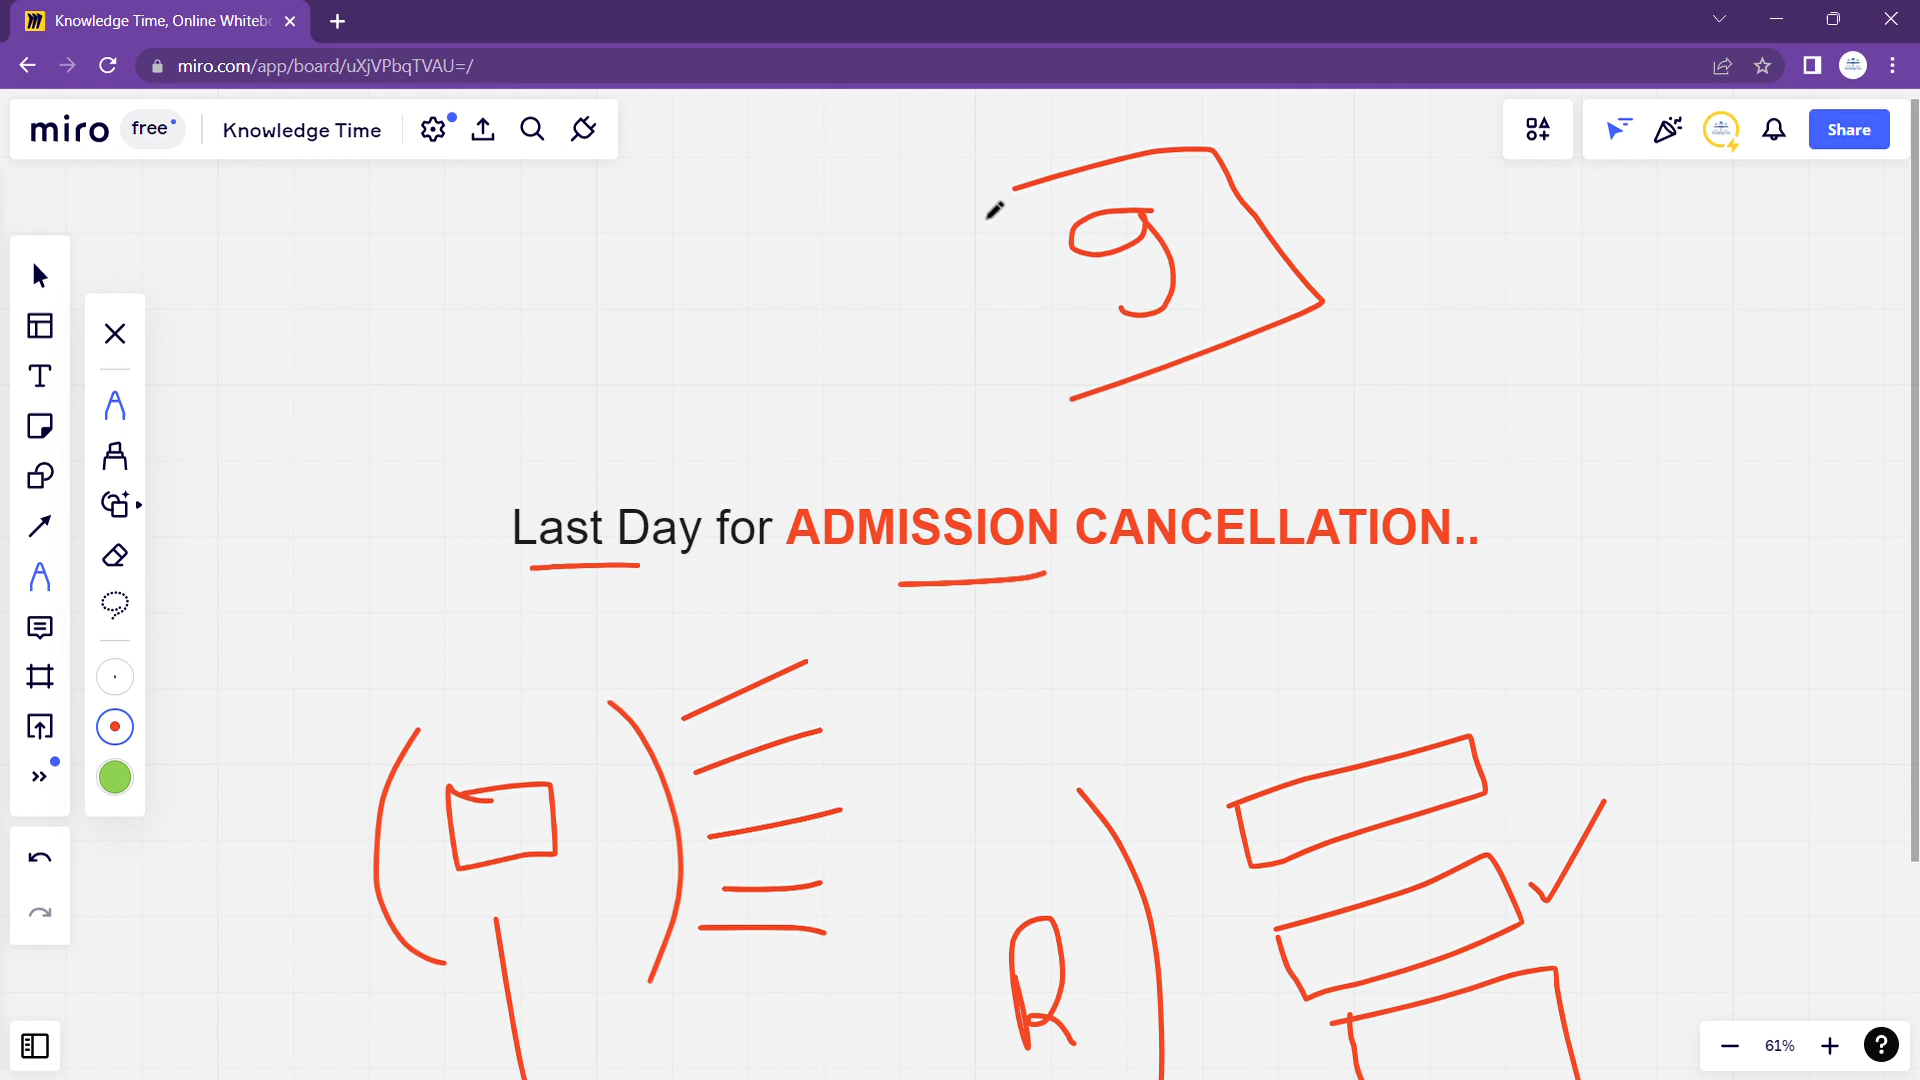 Knowledge Time, Online Whiteb
miro.com/app/board/uXjVPbqTVAU=/
miro free Knowledge Time
Share
9
Last Day for ADMISSION CANCELLATION..
R
61%